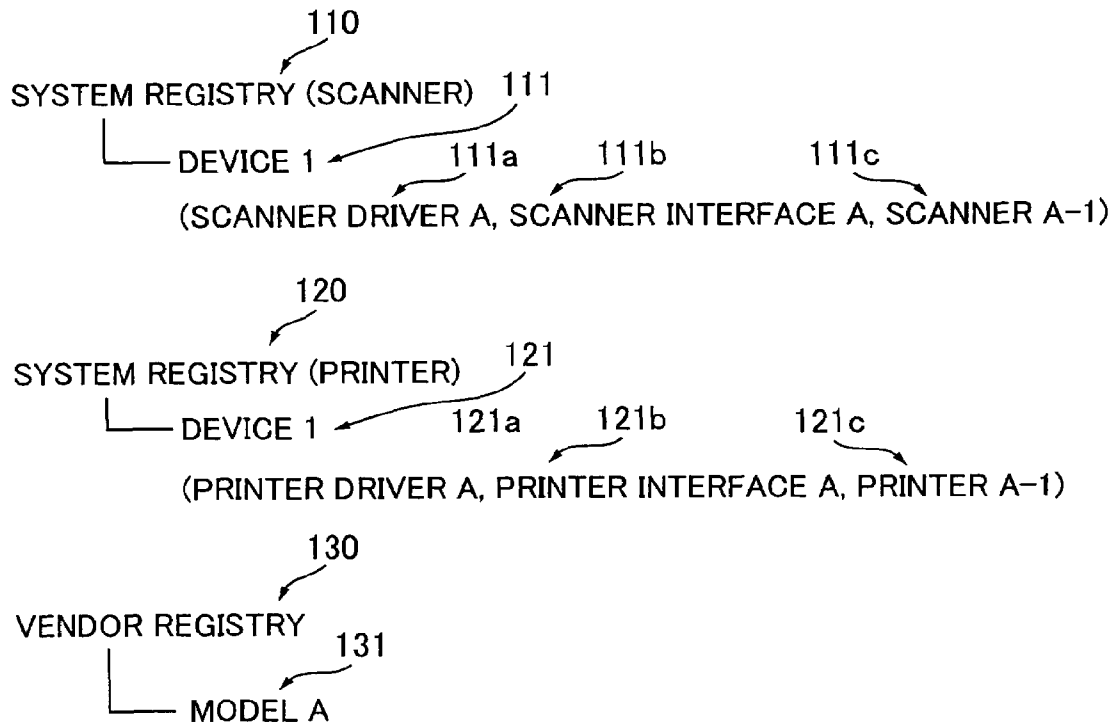 110
SYSTEM REGISTRY (SCANNER) 111
DEVICE 1
111a 111b 111c
(SCANNER DRIVER A, SCANNER INTERFACE A, SCANNER A-1)
120
SYSTEM REGISTRY (PRINTER) 121
DEVICE 1
121a 121b 121c
(PRINTER DRIVER A, PRINTER INTERFACE A, PRINTER A-1)
130
VENDOR REGISTRY
131
MODEL A